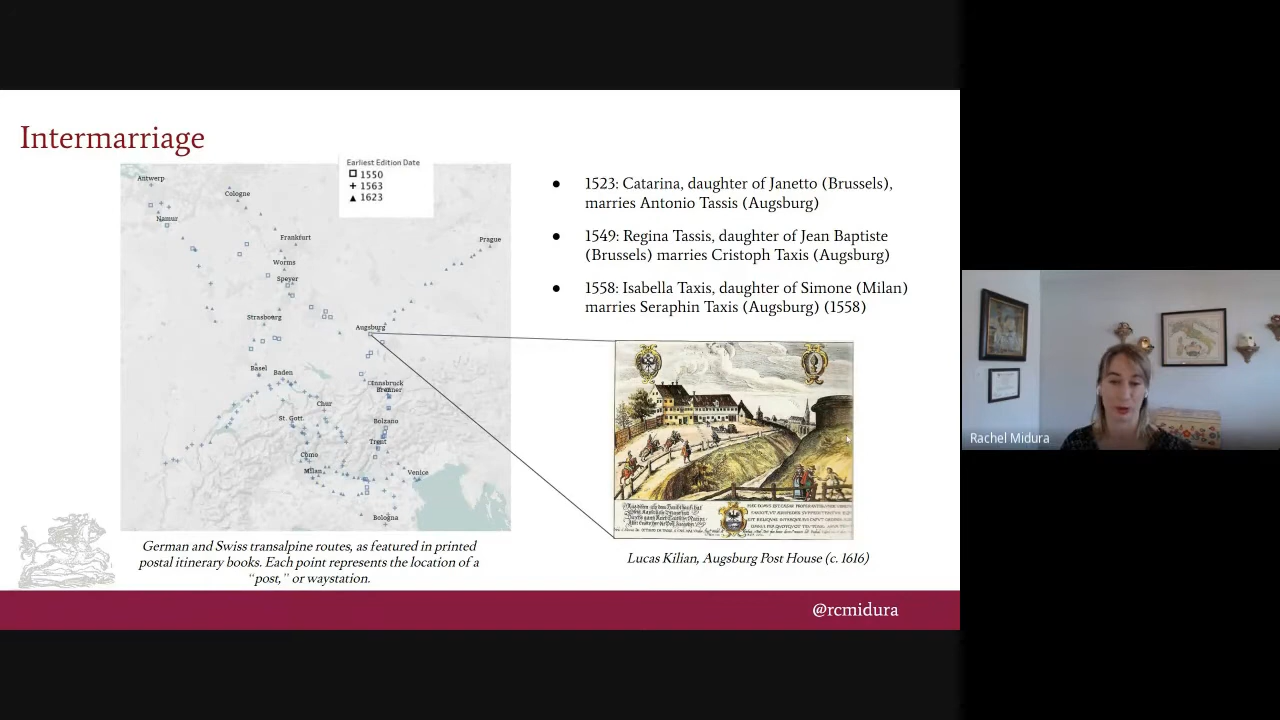 Intermarriage
Earliest Edition Date
1550
1563
1623
Antwerp
Cologne
Namur
Frankfurt
Prague
Worms
Speyer
Strasbourg
Augsburg
Basel
Baden
Innsbruck
Brenner
Chur
St. Gott.
Bolzano
Trent
Como
Milan
Venice
Bologna
German and Swiss transalpine routes, as featured in printed
postal itinerary books. Each point represents the location of a
“post,” or waystation.
● 1523: Catarina, daughter of Janetto (Brussels),
marries Antonio Tassis (Augsburg)
● 1549: Regina Tassis, daughter of Jean Baptiste
(Brussels) marries Cristoph Taxis (Augsburg)
● 1558: Isabella Taxis, daughter of Simone (Milan)
marries Seraphin Taxis (Augsburg) (1558)
Lucas Kilian, Augsburg Post House (c. 1616)
@rcmidura
Rachel Midura